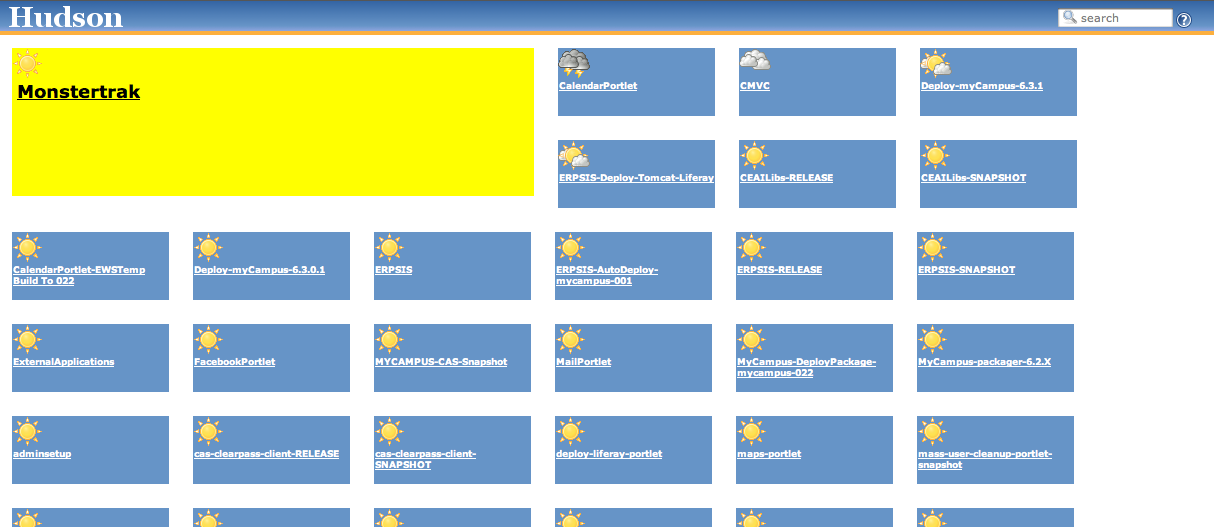 Hudson
search
?
Monstertrak
CalendarPortlet
CMVC
Deploy-myCampus-6.3.1
ERPSIS-Deploy-Tomcat-Liferay
CEAILibs-RELEASE
CEAILibs-SNAPSHOT
CalendarPortlet-EWSTemp
Build To 022
Deploy-myCampus-6.3.0.1
ERPSIS
ERPSIS-AutoDeploy-
mycampus-001
ERPSIS-RELEASE
ERPSIS-SNAPSHOT
ExternalApplications
FacebookPortlet
MYCAMPUS-CAS-Snapshot
MailPortlet
MyCampus-DeployPackage-
mycampus-022
MyCampus-packager-6.2.X
adminsetup
cas-clearpass-client-RELEASE
cas-clearpass-client-
SNAPSHOT
deploy-liferay-portlet
maps-portlet
mass-user-cleanup-portlet-
snapshot